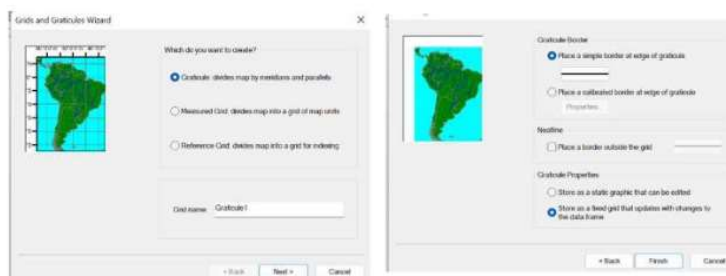 Grids and Graticules Wizard
Which do you want to create?
Graticule: divides map by meridians and parallels
Measured Grid: divides map into a grid of map units
Reference Grid: divides map into a grid for indexing
Grid name: Graticule1
< Back
Next >
Cancel
Graticule Border
Place a simple border at edge of graticule
Place a calibrated border at edge of graticule
Properties...
Neatline
Place a border outside the grid
Graticule Properties
Store as a static graphic that can be edited
Store as a fixed grid that updates with changes to
the data frame
< Back
Finish
Cancel